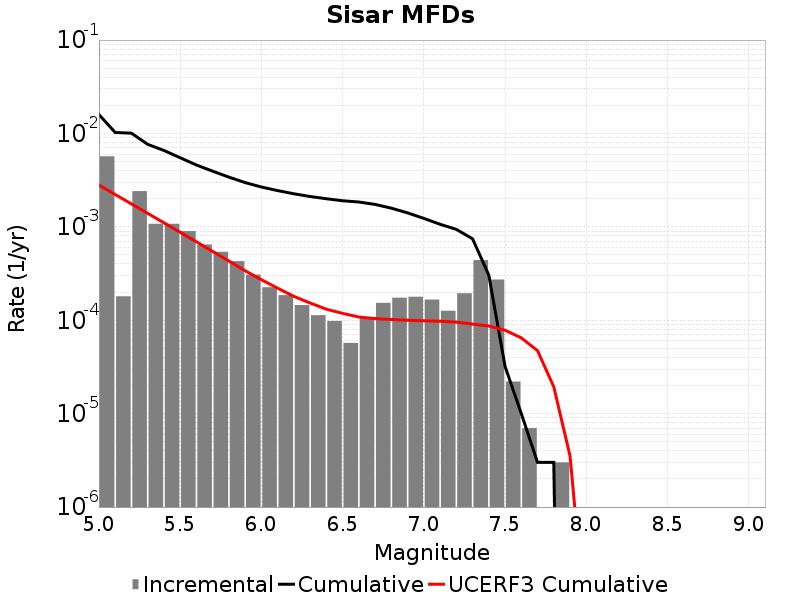 Sisar MFDs
10-1
10-2
10-3
10-4
10-5
10-6
Rate (1/yr)
5.0 5.5 6.0 6.5 7.0 7.5 8.0 8.5 9.0
Magnitude
Incremental Cumulative UCERF3 Cumulative